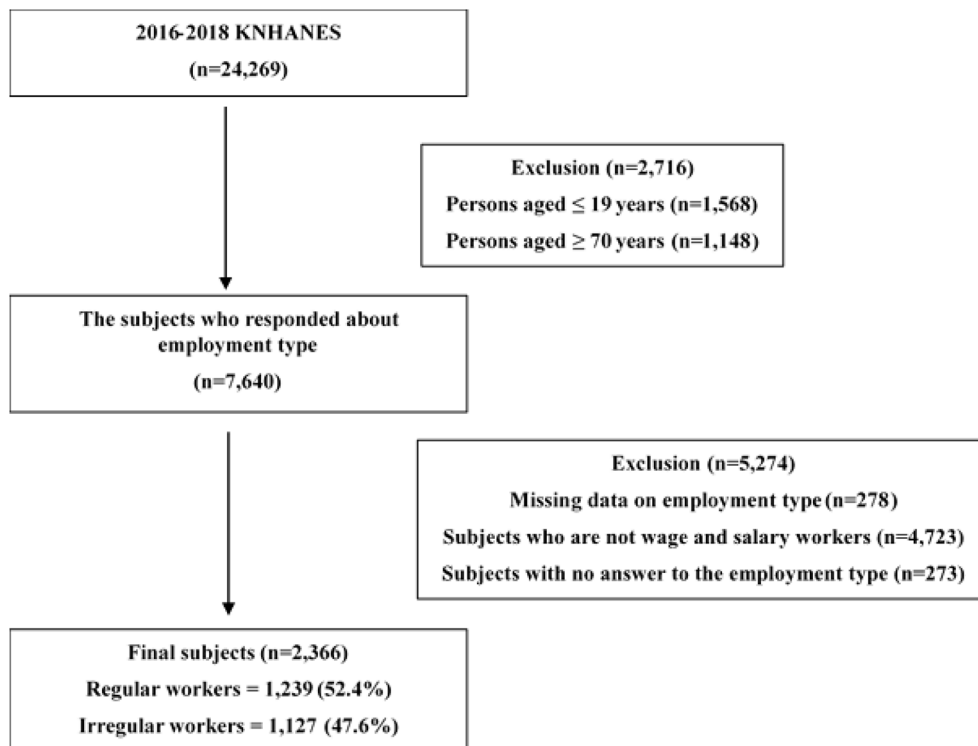 2016-2018 KNHANES
(n=24,269)
Exclusion (n=2,716)
Persons aged ≤ 19 years (n=1,568)
Persons aged ≥ 70 years (n=1,148)
The subjects who responded about
employment type
(n=7,640)
Exclusion (n=5,274)
Missing data on employment type (n=278)
Subjects who are not wage and salary workers (n=4,723)
Subjects with no answer to the employment type (n=273)
Final subjects (n=2,366)
Regular workers = 1,239 (52.4%)
Irregular workers = 1,127 (47.6%)